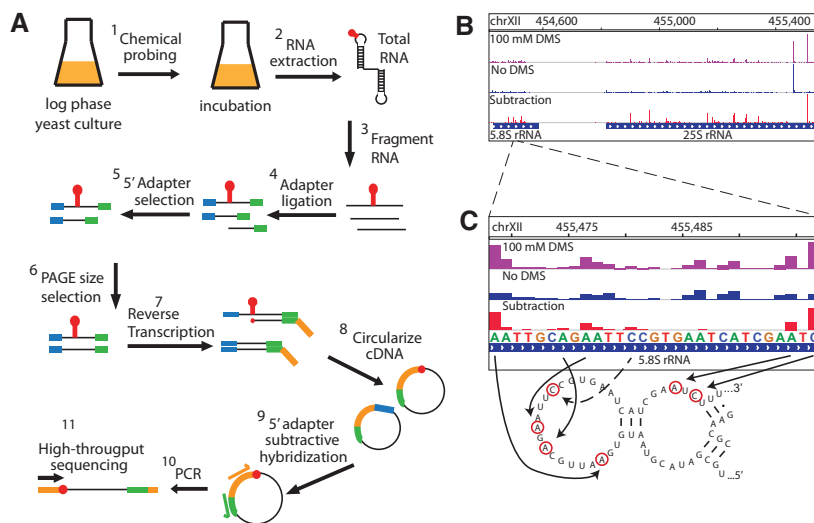 A
1 Chemical probing
log phase
yeast culture
incubation
2 RNA
extraction
Total
RNA
3 Fragment
RNA
4 Adapter
ligation
5 5’ Adapter
selection
6 PAGE size
selection
7 Reverse
Transcription
8 Circularize
cDNA
9 5’ adapter
subtractive
hybridization
10 PCR
11
High-througput
sequencing
B
chrXII 454,600 455,000 455,400
100 mM DMS
No DMS
Subtraction
5.8S rRNA 25S rRNA
C
chrXII 455,475 455,485
100 mM DMS
No DMS
Subtraction
AATTGCAGAATTCCGTGAATCATCGAATC
5.8S rRNA
...3’
...5’